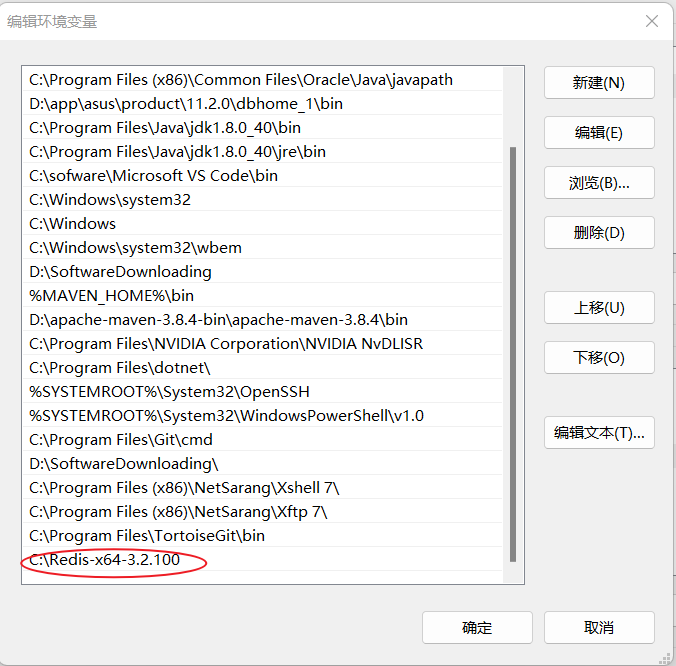 编辑环境变量
C:\Program Files (x86)\Common Files\Oracle\Java\javapath
D:\app\asus\product\11.2.0\dbhome_1\bin
C:\Program Files\Java\jdk1.8.0_40\bin
C:\Program Files\Java\jdk1.8.0_40\jre\bin
C:\sofware\Microsoft VS Code\bin
C:\Windows\system32
C:\Windows
C:\Windows\system32\wbem
D:\SoftwareDownloading
%MAVEN_HOME%\bin
D:\apache-maven-3.8.4-bin\apache-maven-3.8.4\bin
C:\Program Files\NVIDIA Corporation\NVIDIA NvDLISR
C:\Program Files\dotnet\
%SYSTEMROOT%\System32\OpenSSH
%SYSTEMROOT%\System32\WindowsPowerShell\v1.0
C:\Program Files\Git\cmd
D:\SoftwareDownloading\
C:\Program Files (x86)\NetSarang\Xshell 7\
C:\Program Files (x86)\NetSarang\Xftp 7\
C:\Program Files\TortoiseGit\bin
C:\Redis-x64-3.2.100
新建(N)
编辑(E)
浏览(B)...
删除(D)
上移(U)
下移(O)
编辑文本(T)...
确定
取消